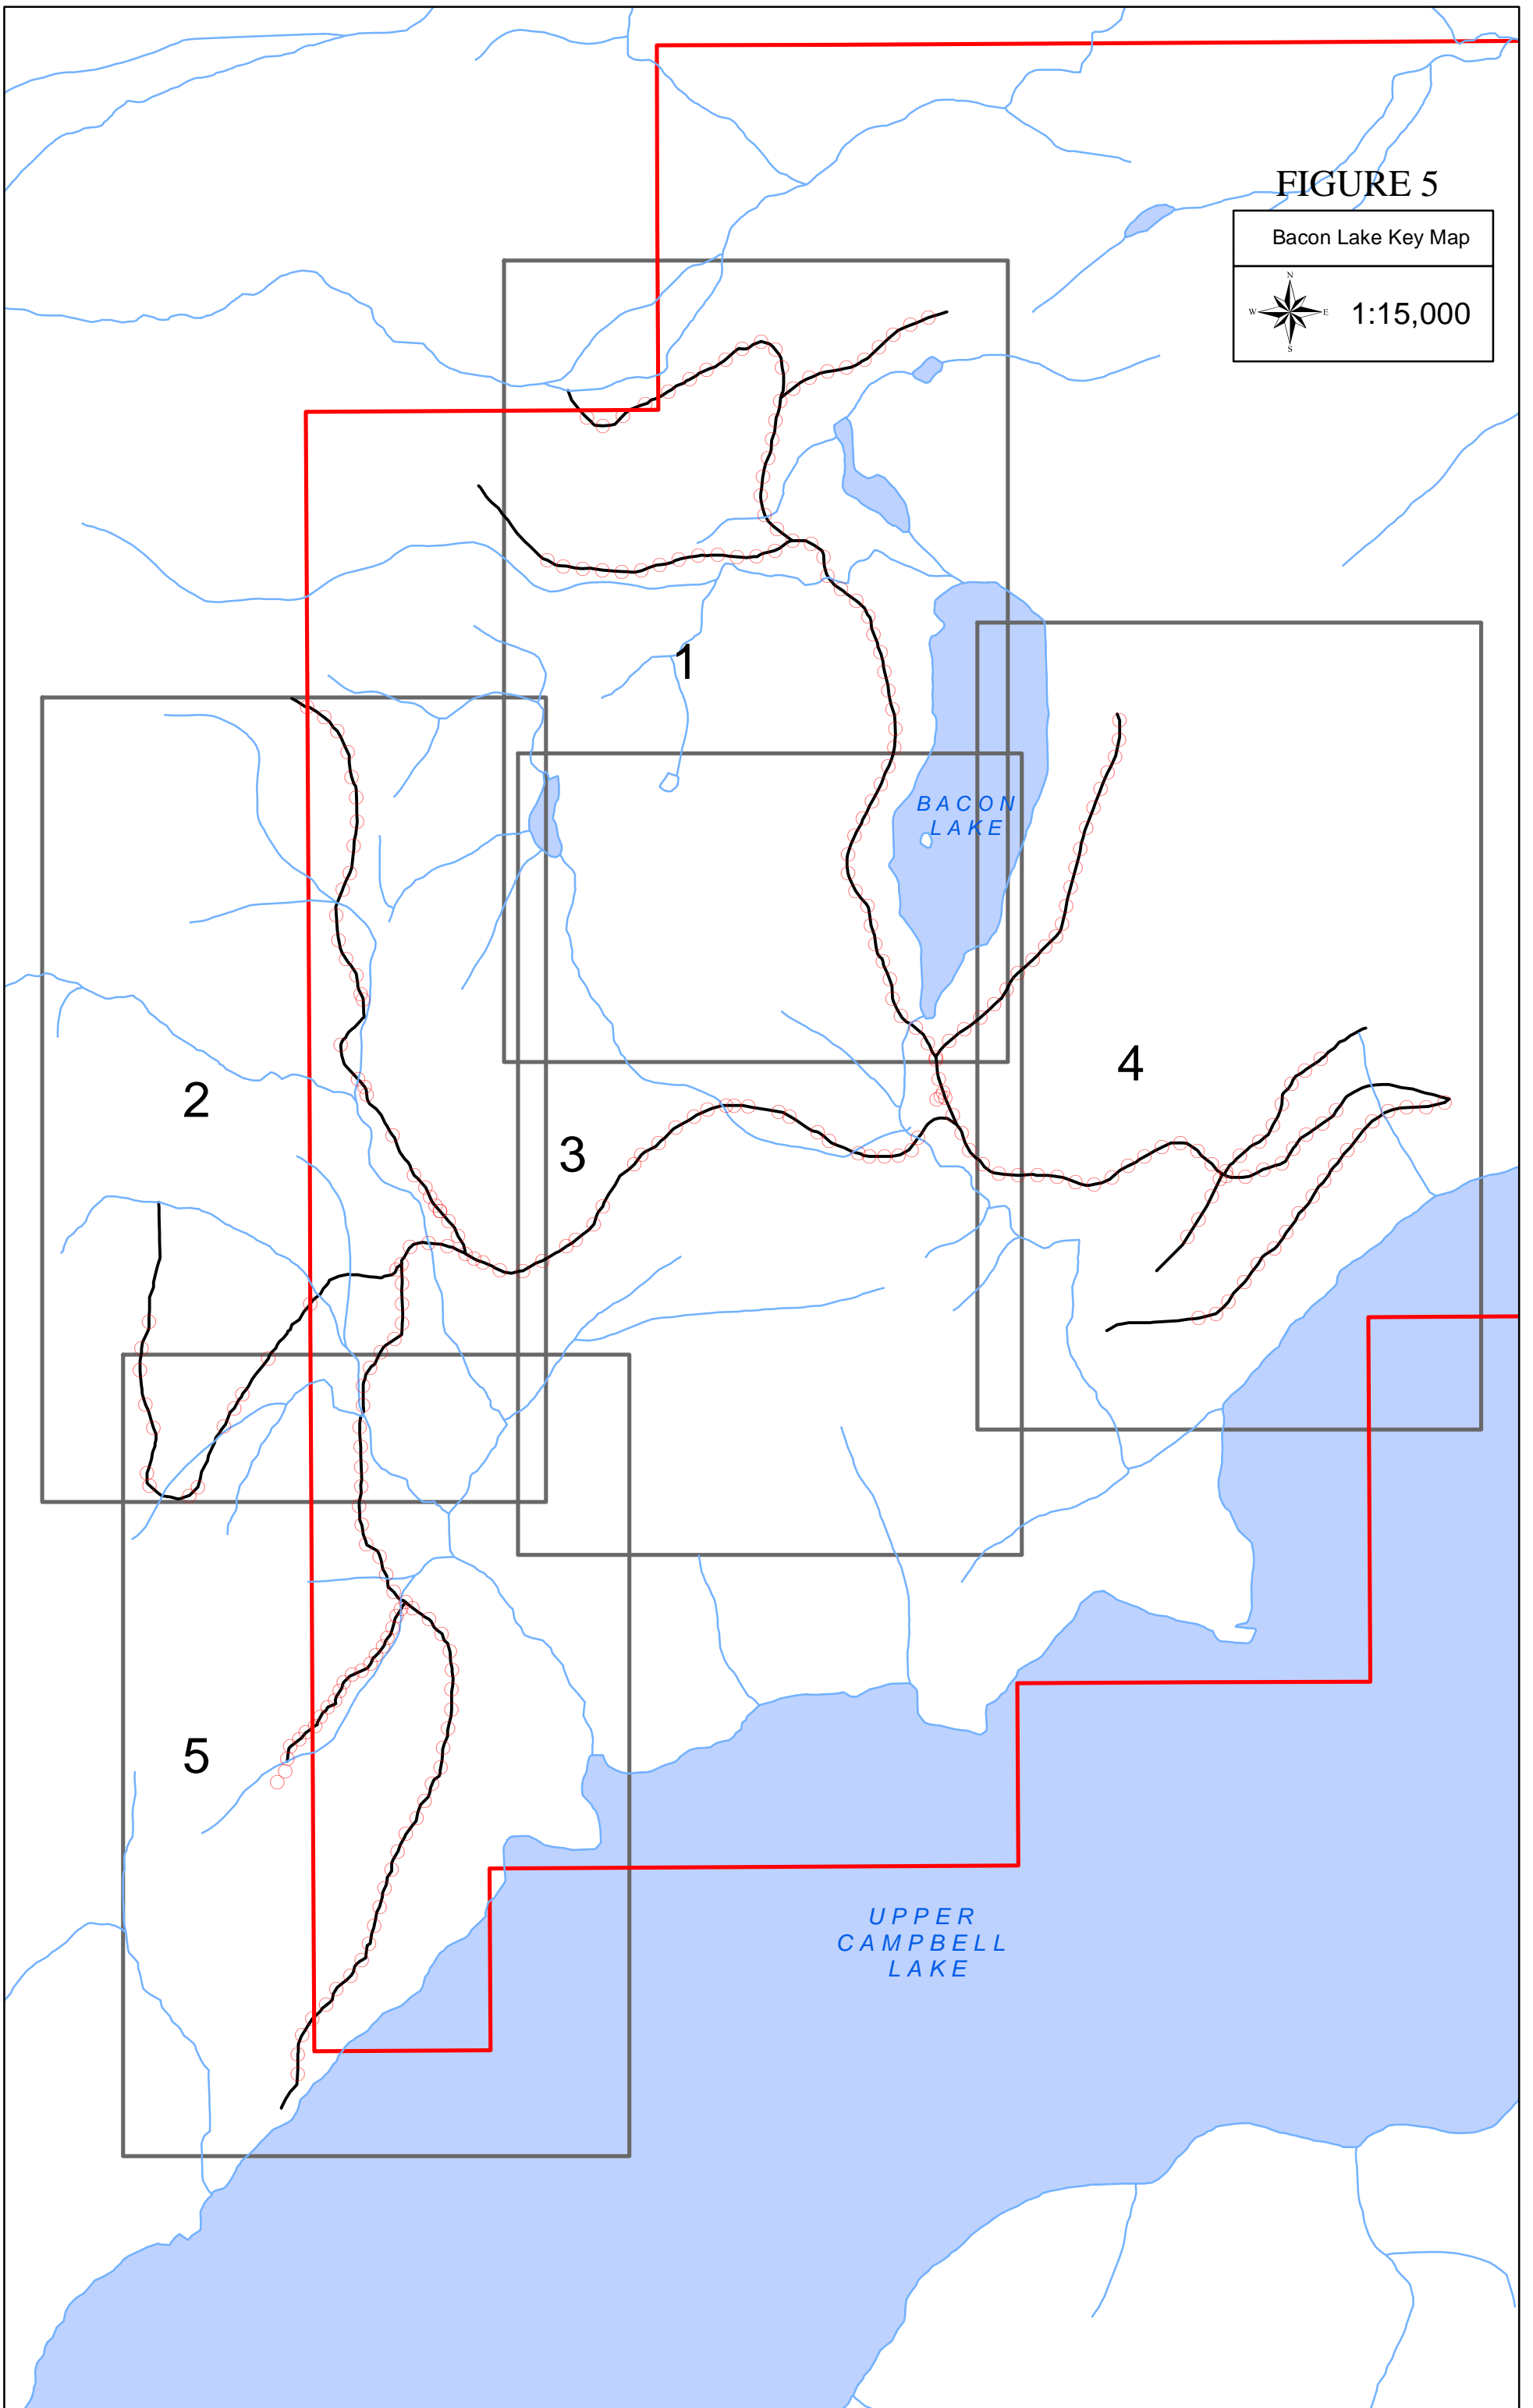 FIGURE 5
Bacon Lake Key Map
N
W E
S
1:15,000
1
BACON
LAKE
2
3
4
5
UPPER
CAMPBELL
LAKE